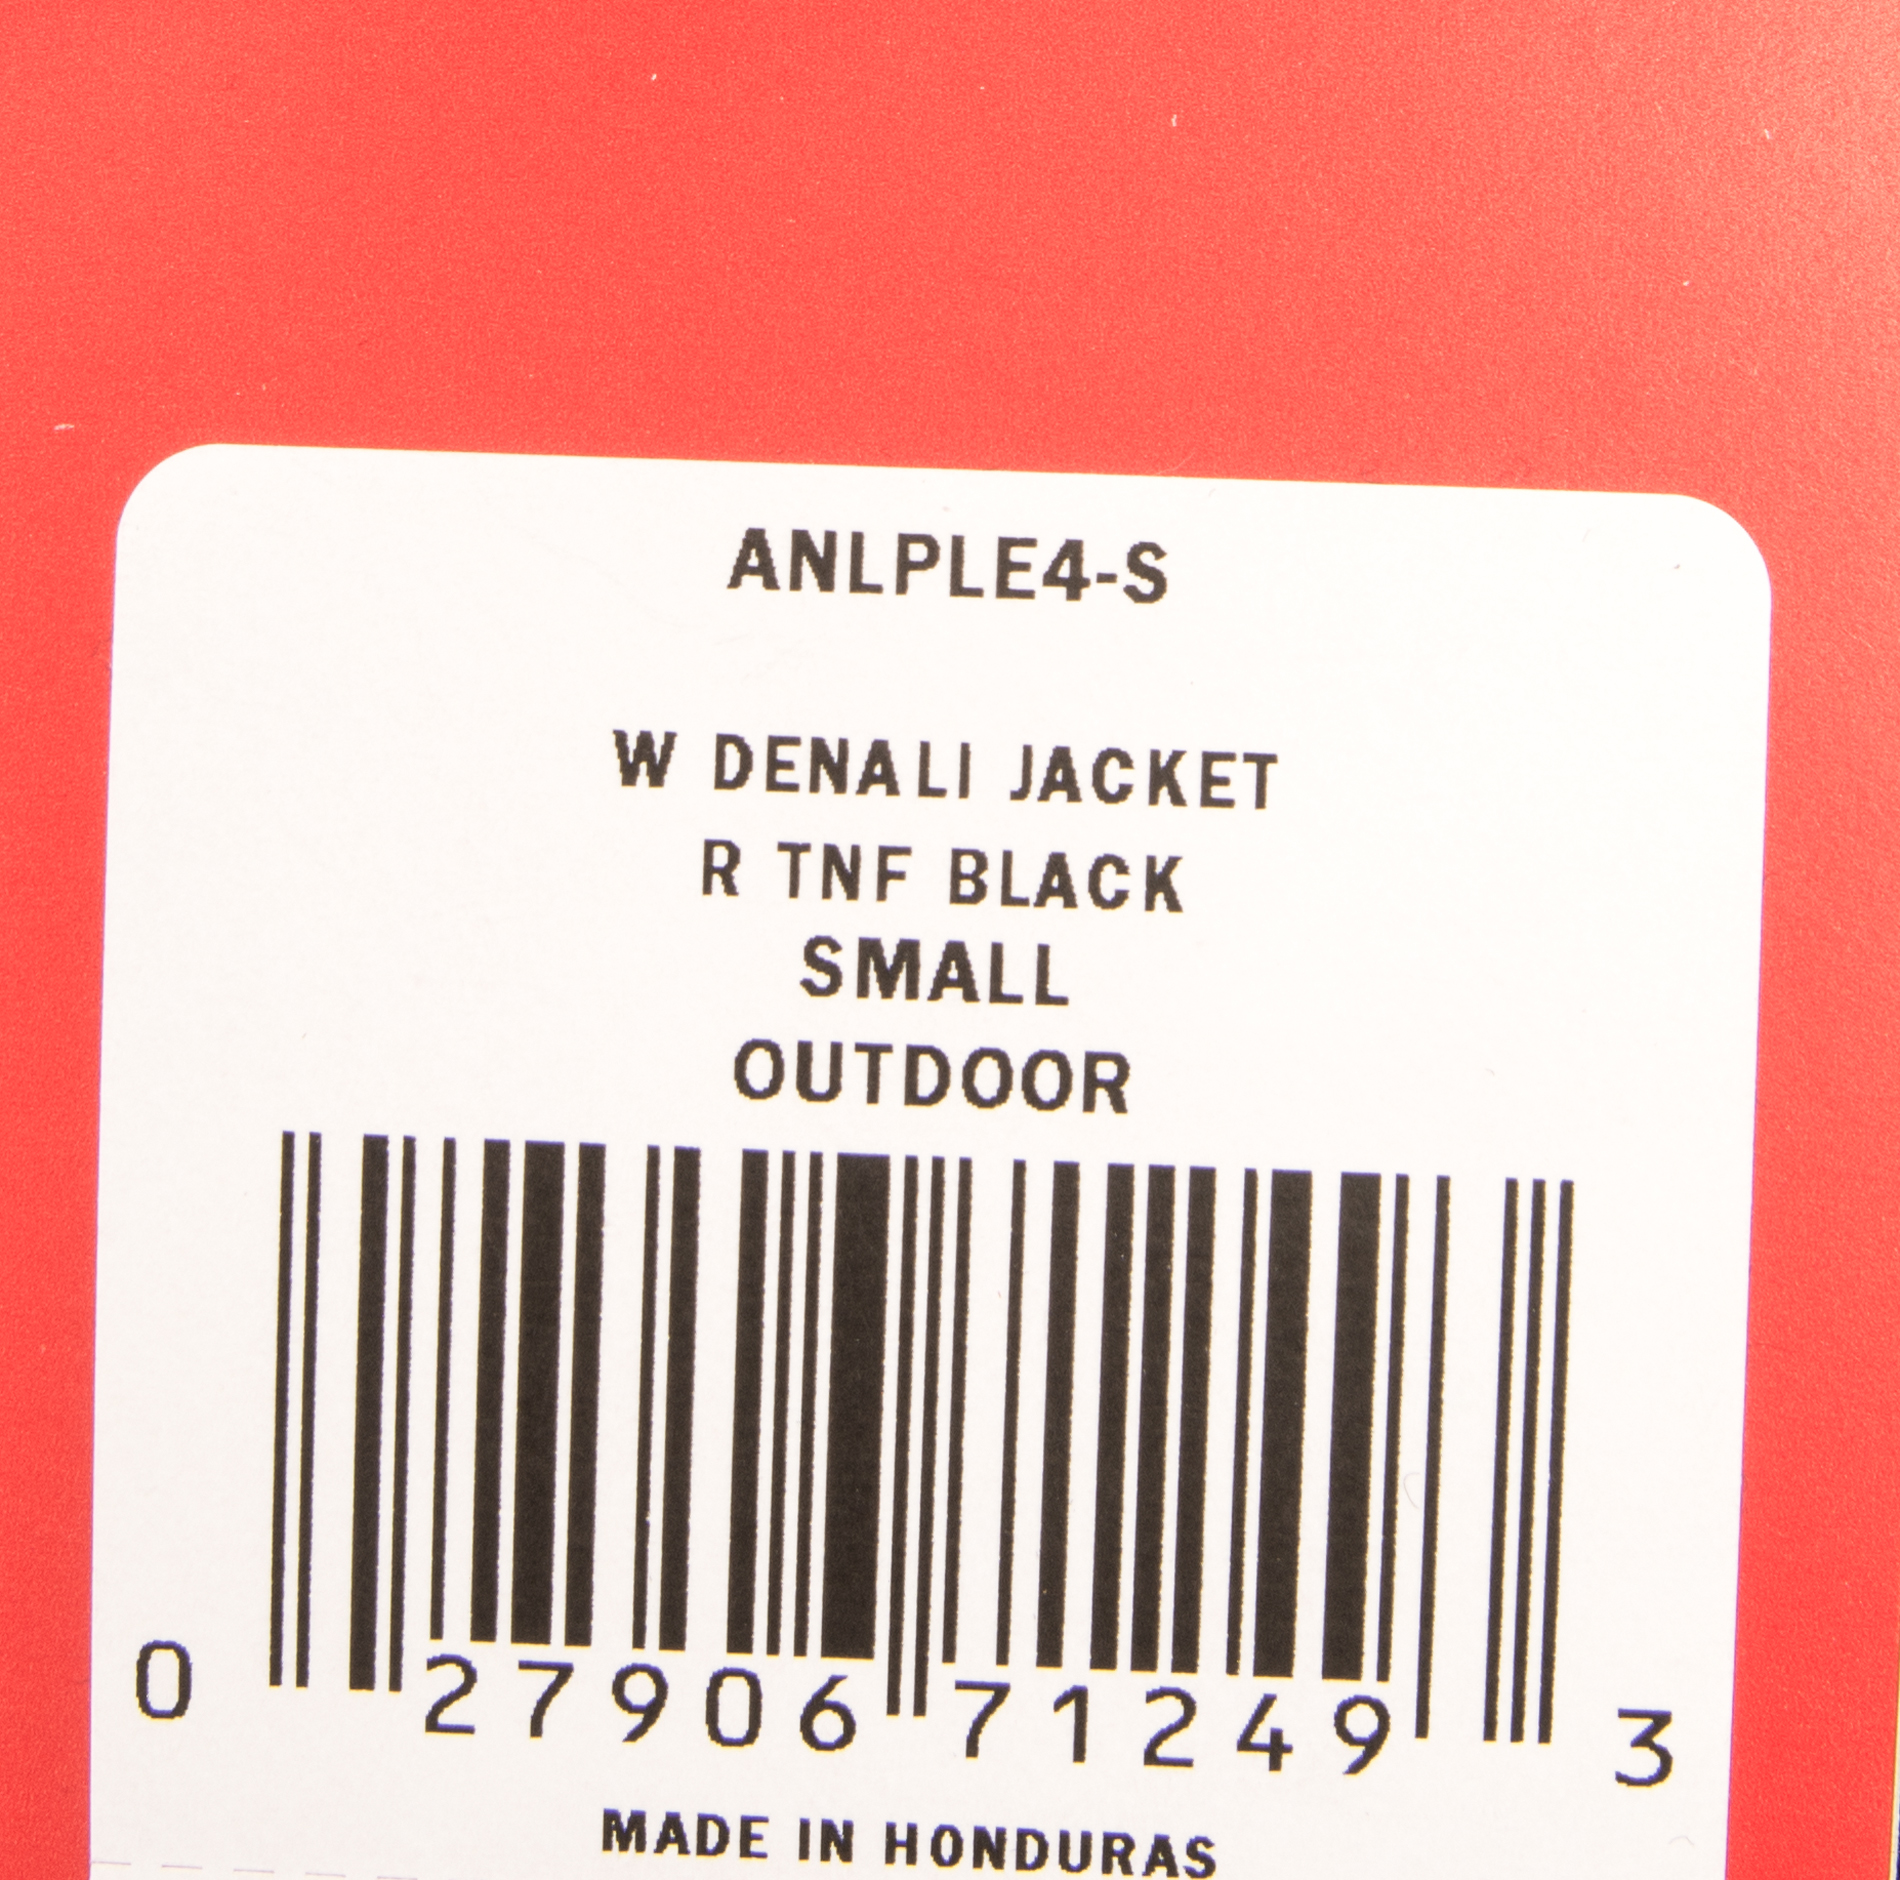 ANLPLE4-S
W DENALI JACKET
R TNF BLACK
SMALL
OUTDOOR
0 27906 71249 3
MADE IN HONDURAS